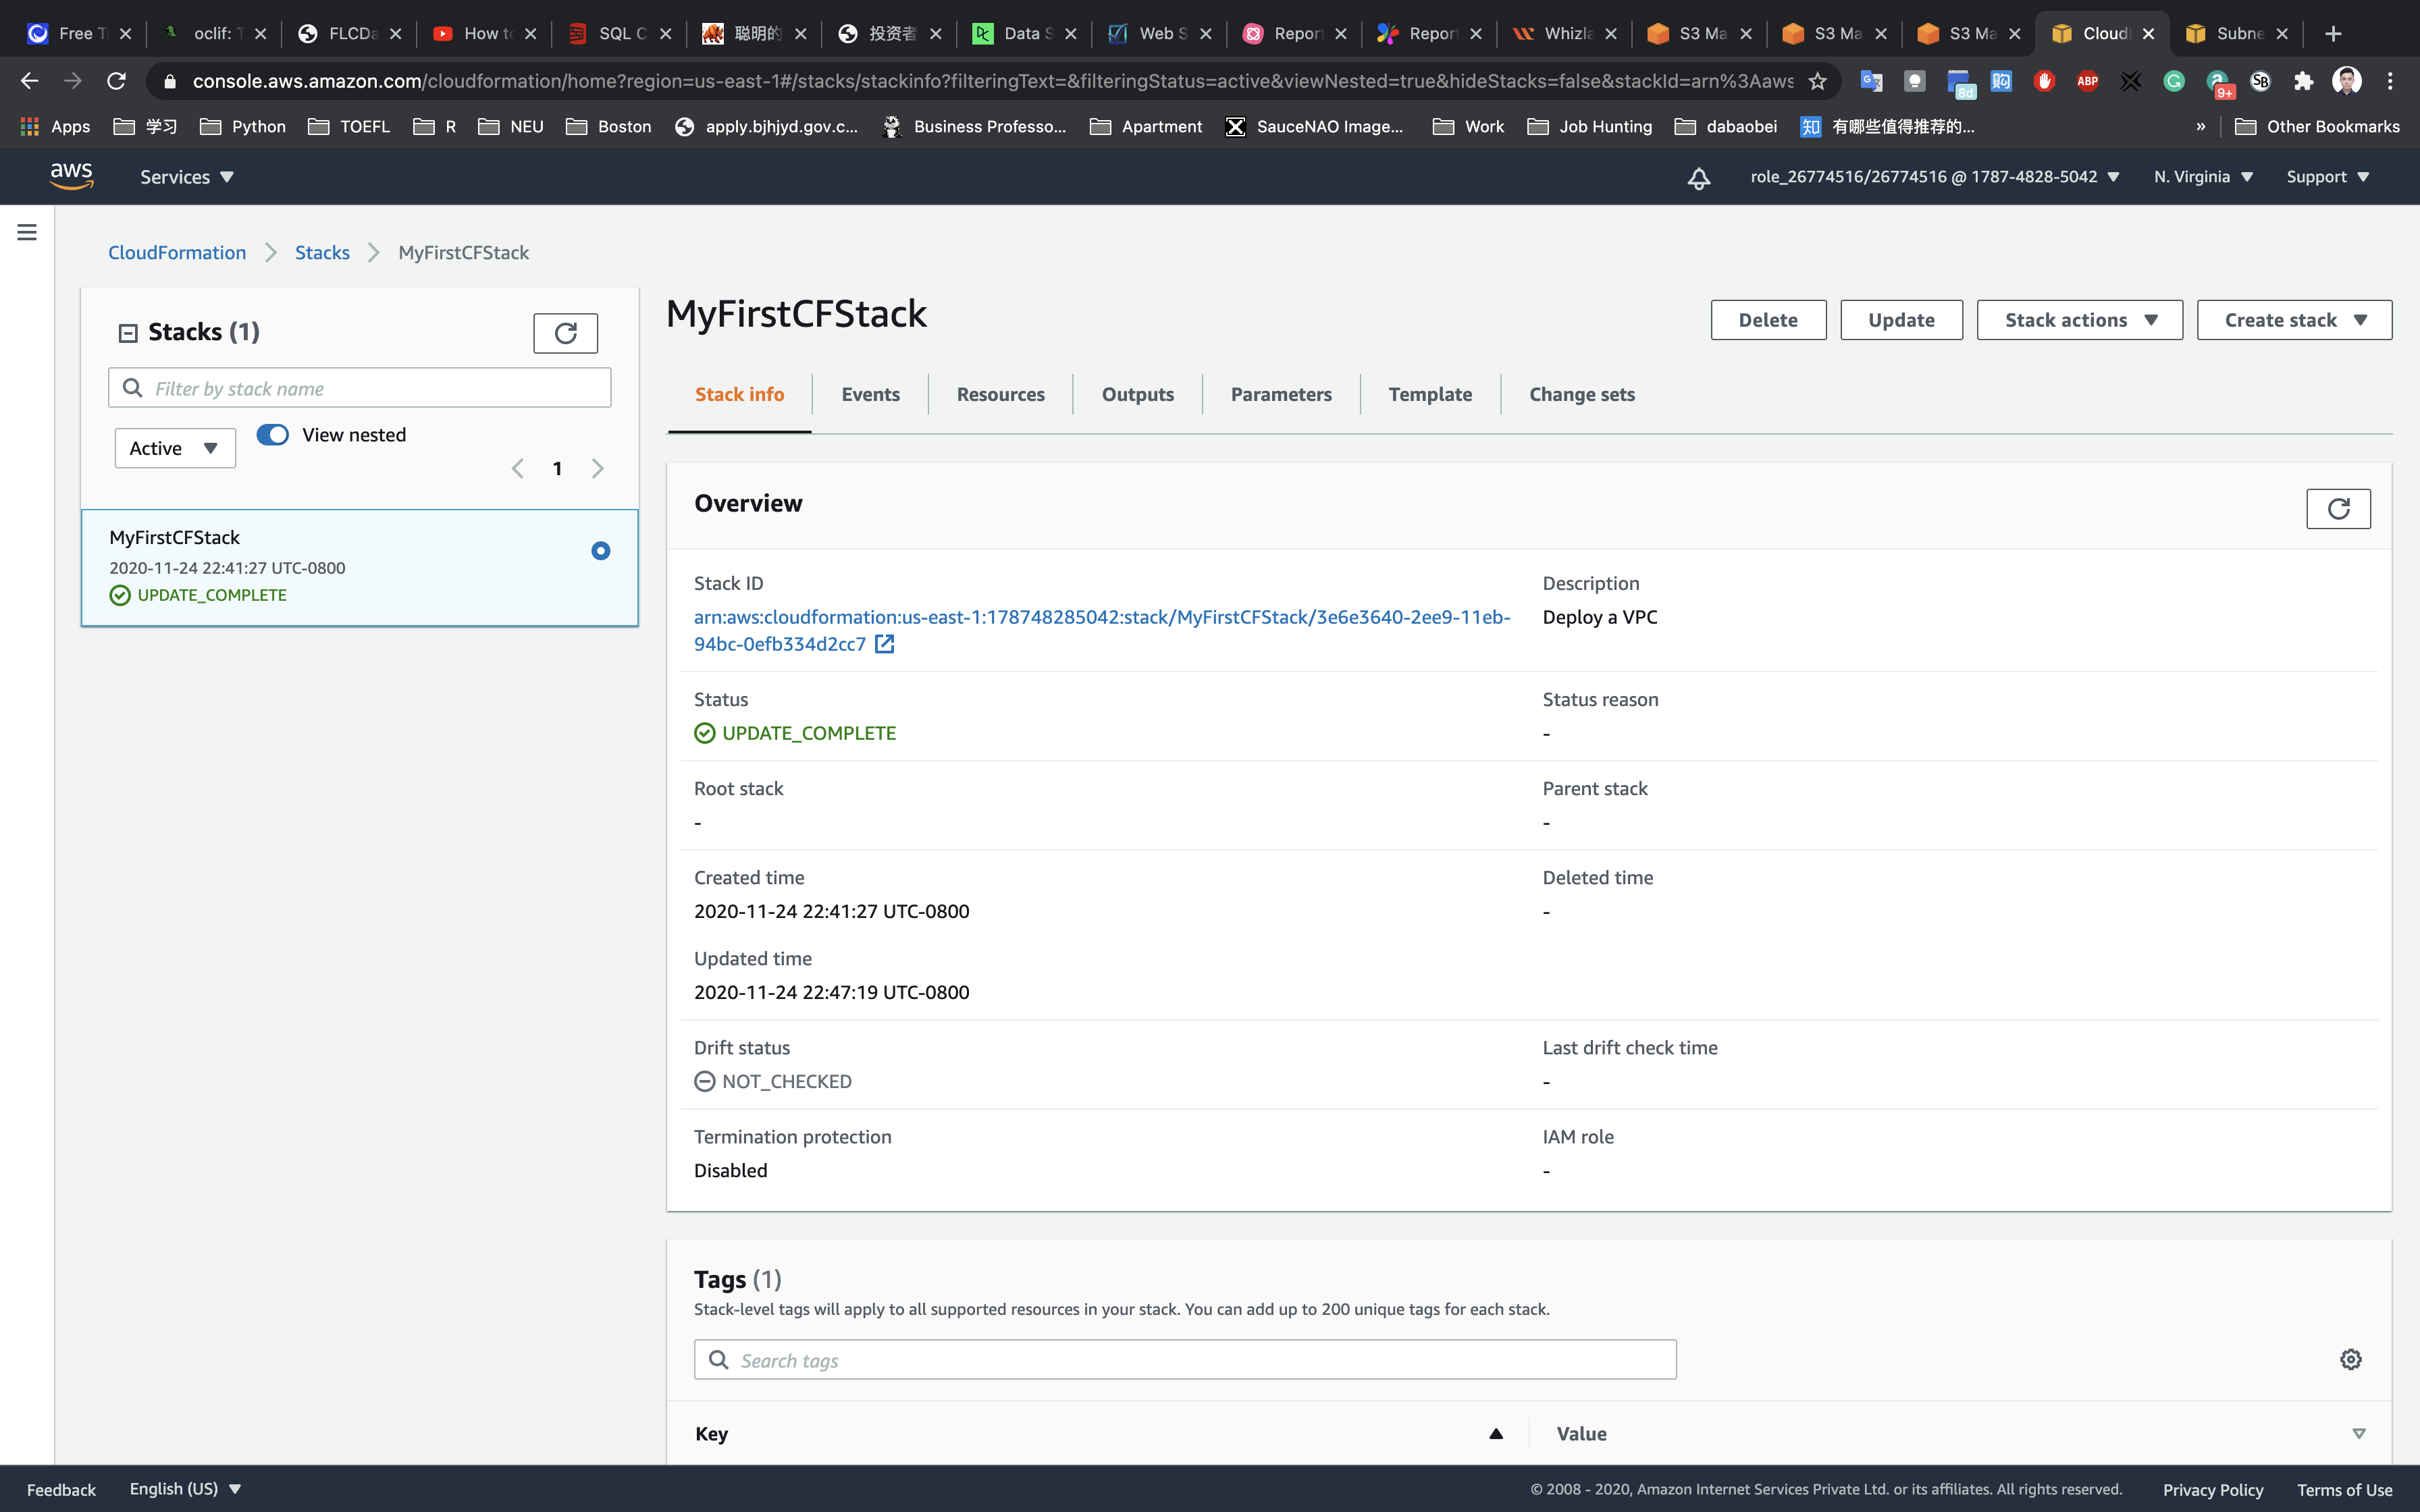 Free T
oclif: T
FLCDa
How to
SQL C
聪明的
投资者
Data S
Web S
Report
Report
Whizla
S3 Ma
S3 Ma
S3 Ma
Cloudl
Subne
console.aws.amazon.com/cloudformation/home?region=us-east-1#/stacks/stackinfo?filteringText=&filteringStatus=active&viewNested=true&hideStacks=false&stackId=arn%3Aaws
8d
ABP
9+
SB
Apps
学习
Python
TOEFL
R
NEU
Boston
apply.bjhjyd.gov.c...
Business Professo...
Apartment
SauceNAO Image...
Work
Job Hunting
dabaobei
知 有哪些值得推荐的...
»
Other Bookmarks
aws
Services
role_26774516/26774516 @ 1787-4828-5042
N. Virginia
Support
CloudFormation
Stacks
MyFirstCFStack
Stacks (1)
Filter by stack name
Active
View nested
1
MyFirstCFStack
2020-11-24 22:41:27 UTC-0800
UPDATE_COMPLETE
MyFirstCFStack
Delete
Update
Stack actions
Create stack
Stack info
Events
Resources
Outputs
Parameters
Template
Change sets
Overview
Stack ID
arn:aws:cloudformation:us-east-1:178748285042:stack/MyFirstCFStack/3e6e3640-2ee9-11eb-
94bc-0efb334d2cc7
Description
Deploy a VPC
Status
UPDATE_COMPLETE
Status reason
-
Root stack
-
Parent stack
-
Created time
2020-11-24 22:41:27 UTC-0800
Deleted time
-
Updated time
2020-11-24 22:47:19 UTC-0800
Drift status
NOT_CHECKED
Last drift check time
-
Termination protection
Disabled
IAM role
-
Tags (1)
Stack-level tags will apply to all supported resources in your stack. You can add up to 200 unique tags for each stack.
Search tags
Key
Value
Feedback
English (US)
© 2008 - 2020, Amazon Internet Services Private Ltd. or its affiliates. All rights reserved.
Privacy Policy
Terms of Use